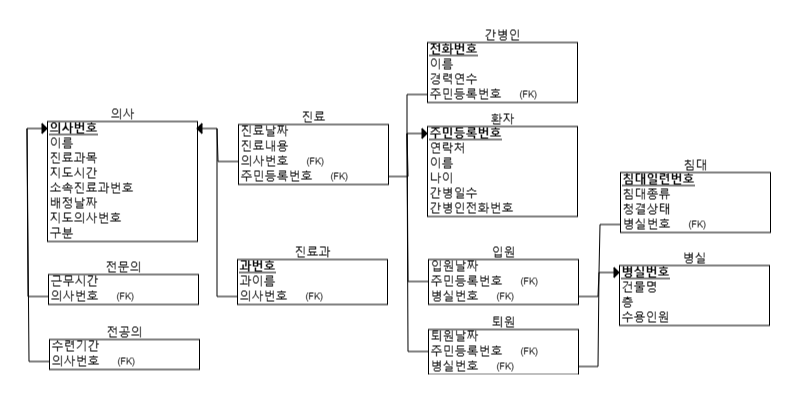 의사
의사번호
이름
진료과목
지도시간
소속진료과번호
배정날짜
지도의사번호
구분
전문의
근무시간
의사번호 (FK)
전공의
수련기간
의사번호 (FK)
진료
진료날짜
진료내용
의사번호 (FK)
주민등록번호 (FK)
진료과
과번호
과이름
의사번호 (FK)
간병인
전화번호
이름
경력연수
주민등록번호 (FK)
환자
주민등록번호
연락처
이름
나이
간병일수
간병인전화번호
입원
입원날짜
주민등록번호 (FK)
병실번호 (FK)
퇴원
퇴원날짜
주민등록번호 (FK)
병실번호 (FK)
침대
침대일련번호
침대종류
청결상태
병실번호 (FK)
병실
병실번호
건물명
층
수용인원